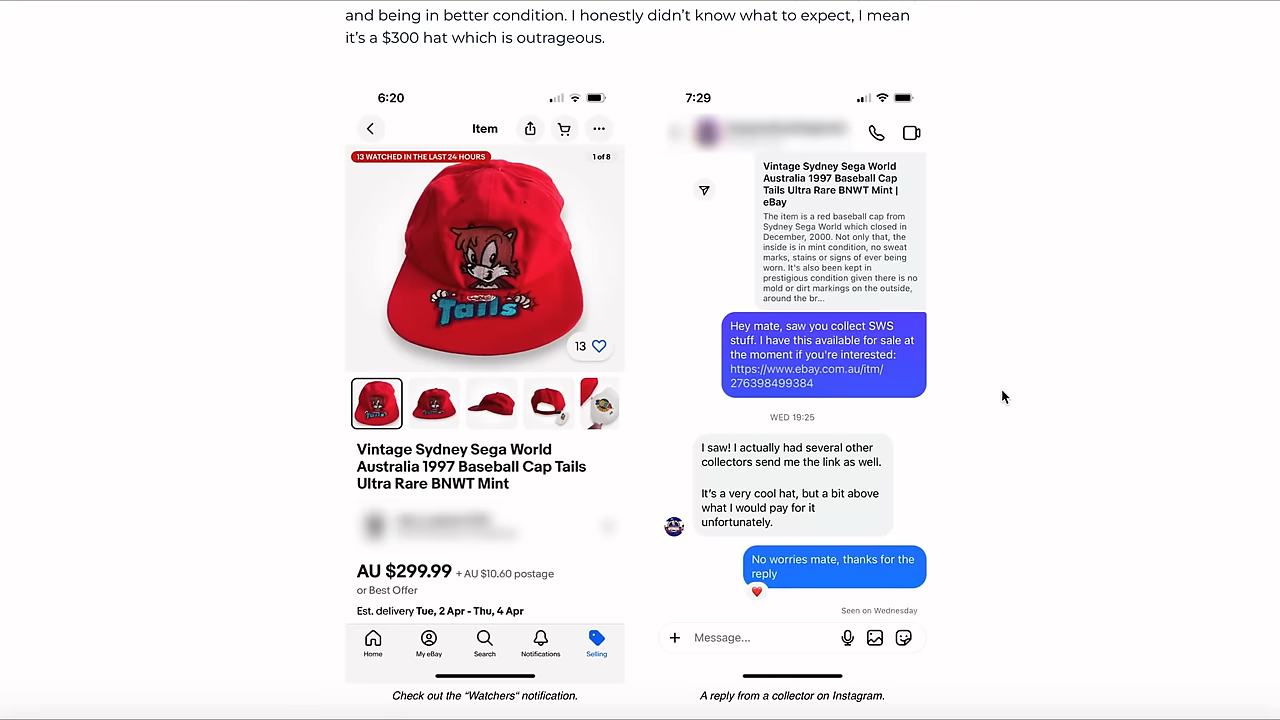 and being in better condition. I honestly didn’t know what to expect, I mean
it’s a $300 hat which is outrageous.
6:20
Item
13 WATCHED IN THE LAST 24 HOURS
1 of 8
Tails
13
Vintage Sydney Sega World
Australia 1997 Baseball Cap Tails
Ultra Rare BNWT Mint
AU $299.99 + AU $10.60 postage
or Best Offer
Est. delivery Tue, 2 Apr - Thu, 4 Apr
Home
My eBay
Search
Notifications
Selling
Check out the “Watchers“ notification.
7:29
Vintage Sydney Sega World
Australia 1997 Baseball Cap
Tails Ultra Rare BNWT Mint |
eBay
The item is a red baseball cap from
Sydney Sega World which closed in
December, 2000. Not only that, the
inside is in mint condition, no sweat
marks, stains or signs of ever being
worn. It's also been kept in
prestigious condition given there is no
mold or dirt markings on the outside,
around the br...
Hey mate, saw you collect SWS
stuff. I have this available for sale at
the moment if you're interested:
https://www.ebay.com.au/itm/
276398499384
WED 19:25
I saw! I actually had several other
collectors send me the link as well.
It’s a very cool hat, but a bit above
what I would pay for it
unfortunately.
No worries mate, thanks for the
reply
Seen on Wednesday
Message...
A reply from a collector on Instagram.